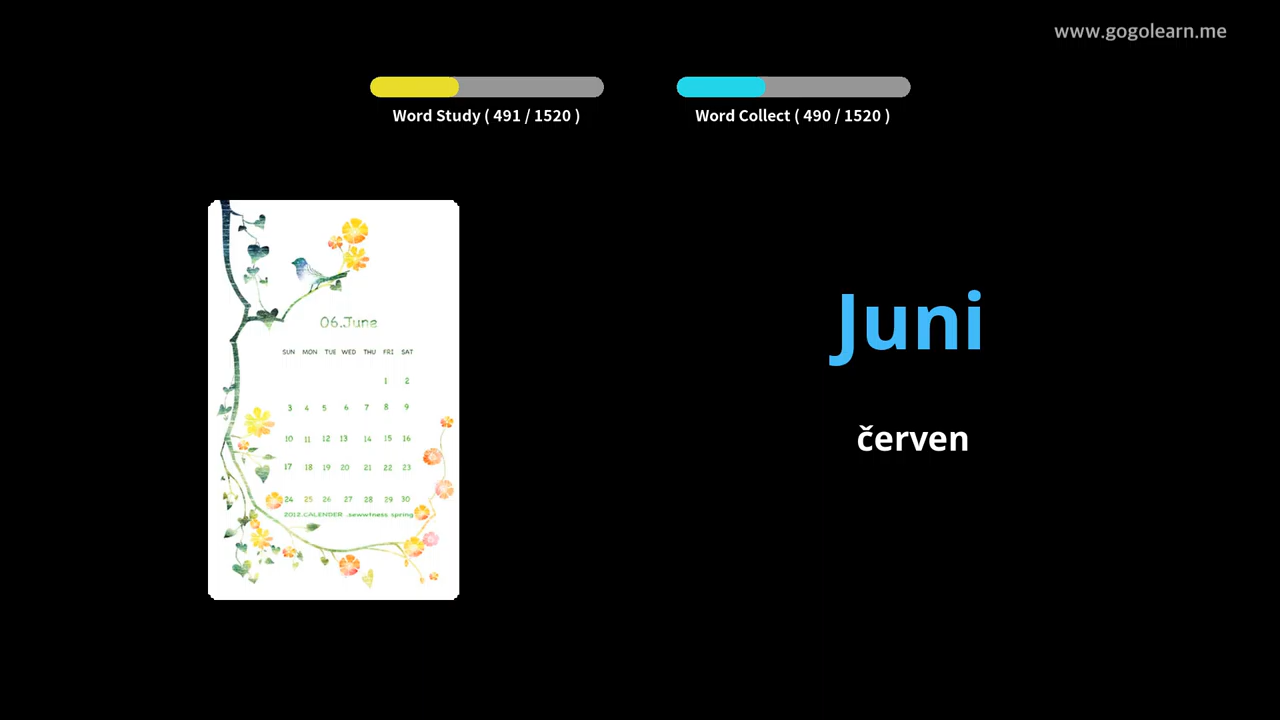 www.gogolearn.me
Word Study ( 491 / 1520 )
Word Collect ( 490 / 1520 )
06.June
SUN MON TUE WED THU FRI SAT
1 2
3 4 5 6 7 8 9
10 11 12 13 14 15 16
17 18 19 20 21 22 23
24 25 26 27 28 29 30
2012.CALENDER .sewwtness spring
Juni
červen